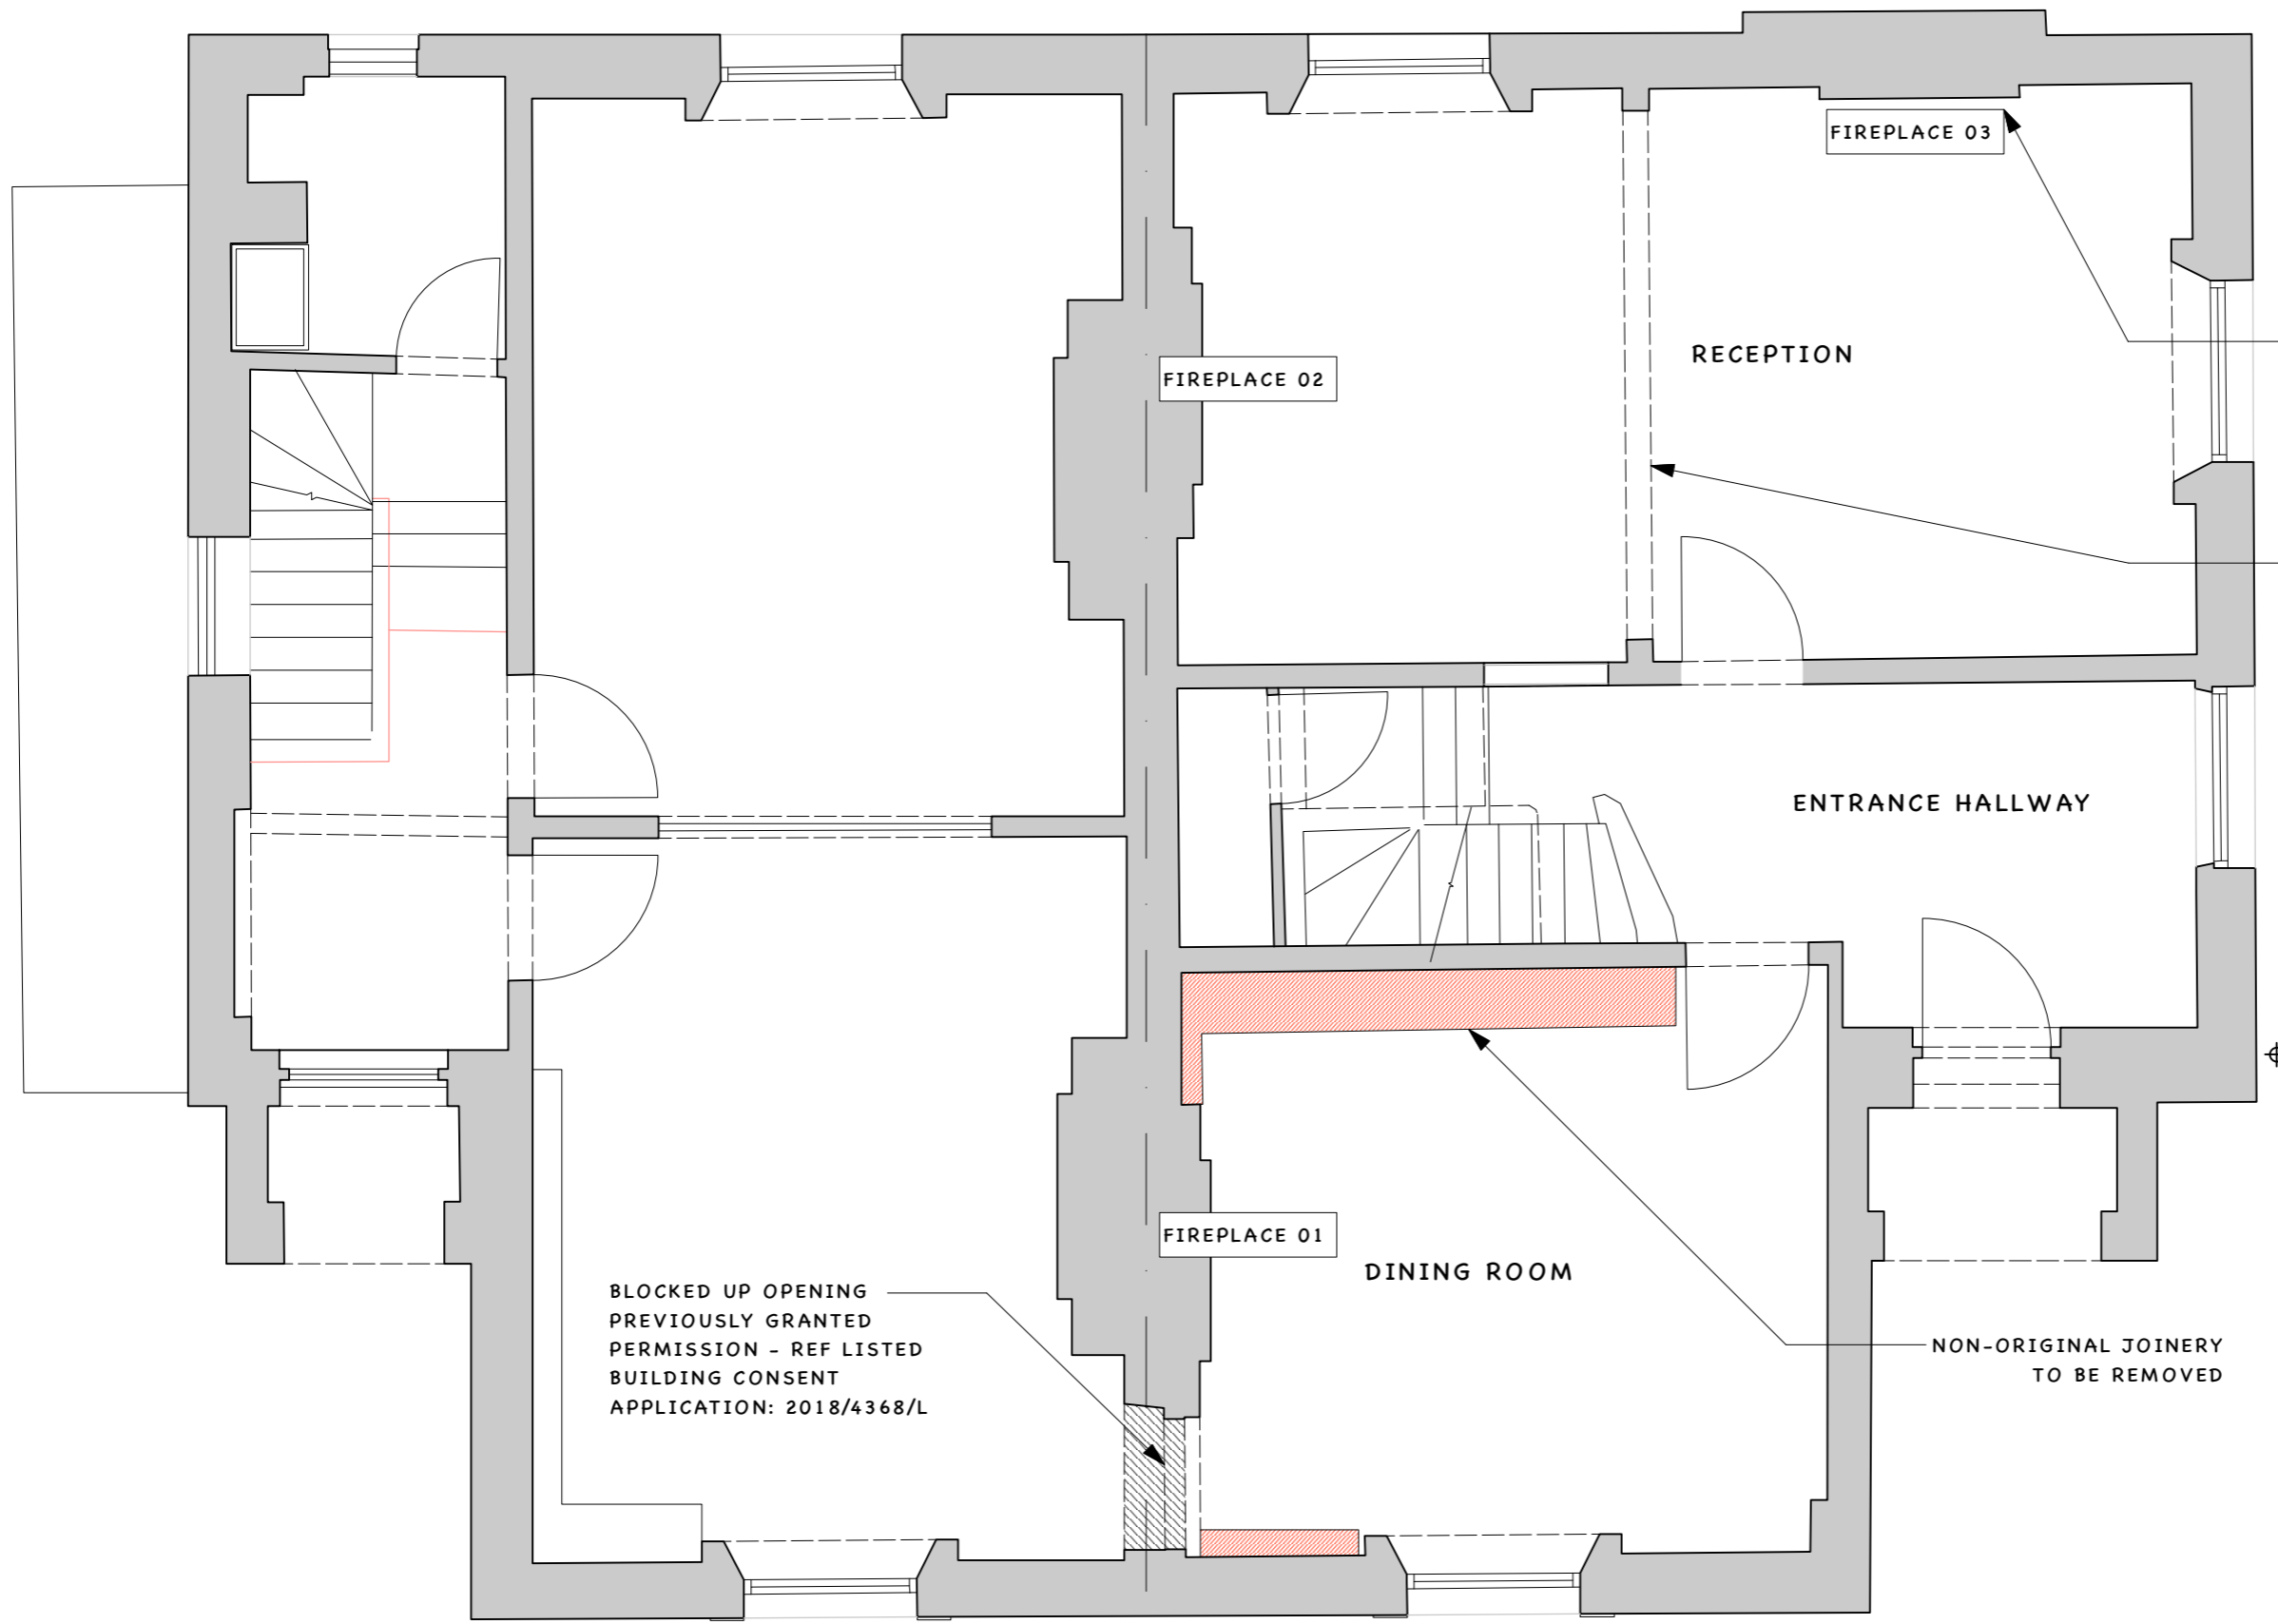 FIREPLACE 03
RECEPTION
FIREPLACE 02
ENTRANCE HALLWAY
FIREPLACE 01
DINING ROOM
BLOCKED UP OPENING
PREVIOUSLY GRANTED
PERMISSION - REF LISTED
BUILDING CONSENT
APPLICATION: 2018/4368/L
NON-ORIGINAL JOINERY
TO BE REMOVED